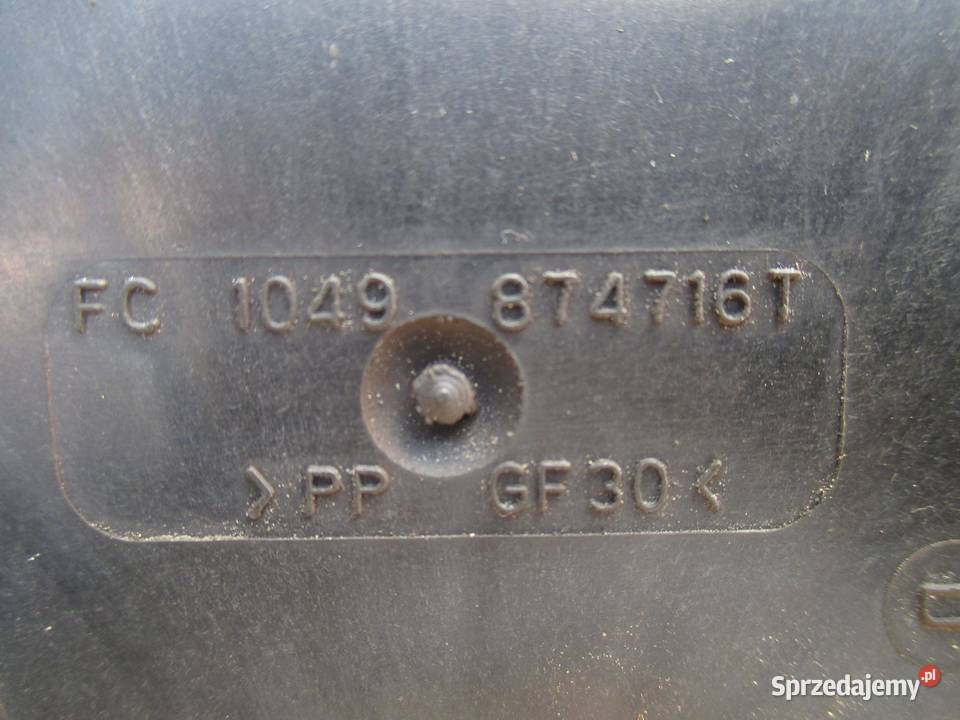 FC 1049 874716T
>PP GF30<
Sprzedajemy.pl